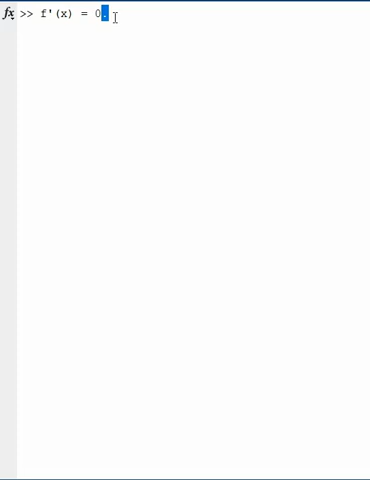 fx >> f'(x) = 0.